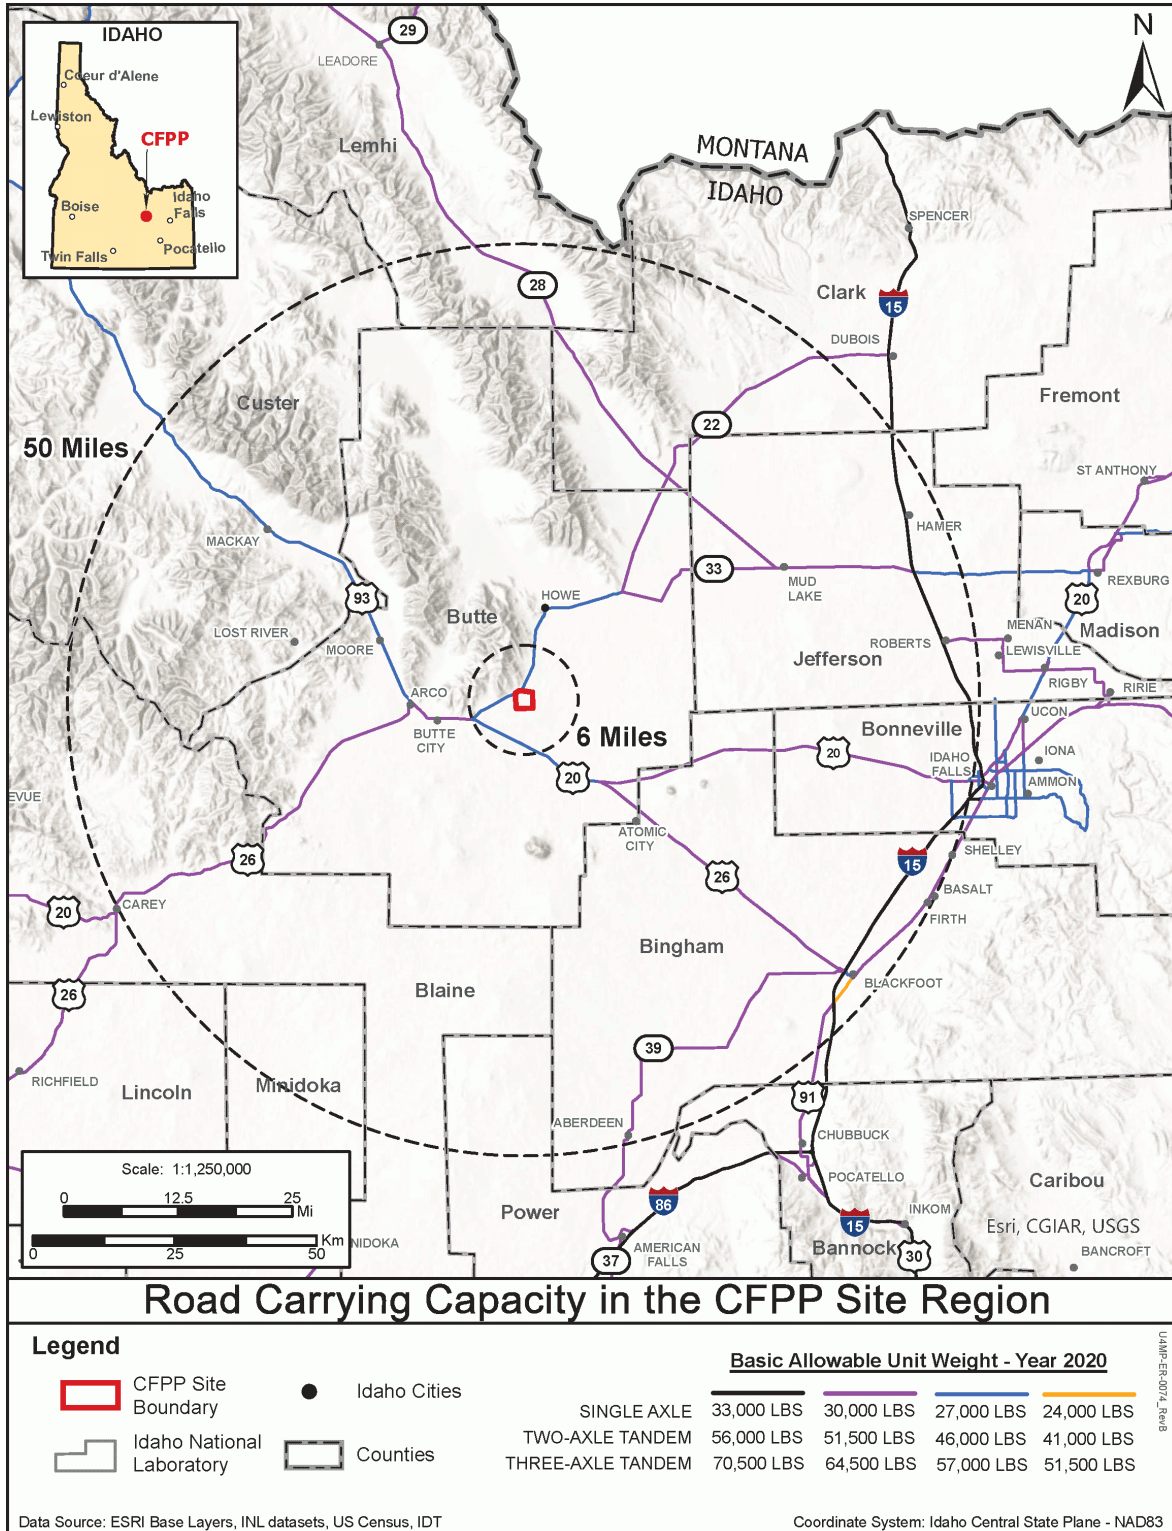 IDAHO
Coeur d'Alene
Lewiston
CFPP
Boise
Idaho
Falls
Twin Falls
Pocatello
29
LEADORE
N
Lemhi
MONTANA
IDAHO
SPENCER
28
Clark
15
DUBOIS
Custer
Fremont
22
50 Miles
ST ANTHONY
HAMER
MACKAY
33
MUD
LAKE
REXBURG
93
HOWE
20
Butte
LOST RIVER
MOORE
MENAN
Madison
ROBERTS
LEWISVILLE
Jefferson
RIGBY
RIRIE
ARCO
BUTTE
CITY
6 Miles
UCON
Bonneville
20
20
IDAHO
FALLS
IONA
AMMON
EVUE
ATOMIC
CITY
26
15
SHELLEY
26
BASALT
FIRTH
20
CAREY
Bingham
BLACKFOOT
26
Blaine
39
RICHFIELD
Lincoln
Minidoka
91
ABERDEEN
CHUBBUCK
POCATELLO
Caribou
Scale: 1:1,250,000
0 12.5 25
Mi
Km
0 25 50
NIDOKA
Power
86
15
INKOM
Esri, CGIAR, USGS
Bannock
30
BANCROFT
37
AMERICAN
FALLS
Road Carrying Capacity in the CFPP Site Region
Legend
CFPP Site
Boundary
Idaho Cities
Idaho National
Laboratory
Counties
Basic Allowable Unit Weight - Year 2020
SINGLE AXLE 33,000 LBS 30,000 LBS 27,000 LBS 24,000 LBS
TWO-AXLE TANDEM 56,000 LBS 51,500 LBS 46,000 LBS 41,000 LBS
THREE-AXLE TANDEM 70,500 LBS 64,500 LBS 57,000 LBS 51,500 LBS
U4MP-ER-0074_RevB
Data Source: ESRI Base Layers, INL datasets, US Census, IDT
Coordinate System: Idaho Central State Plane - NAD83